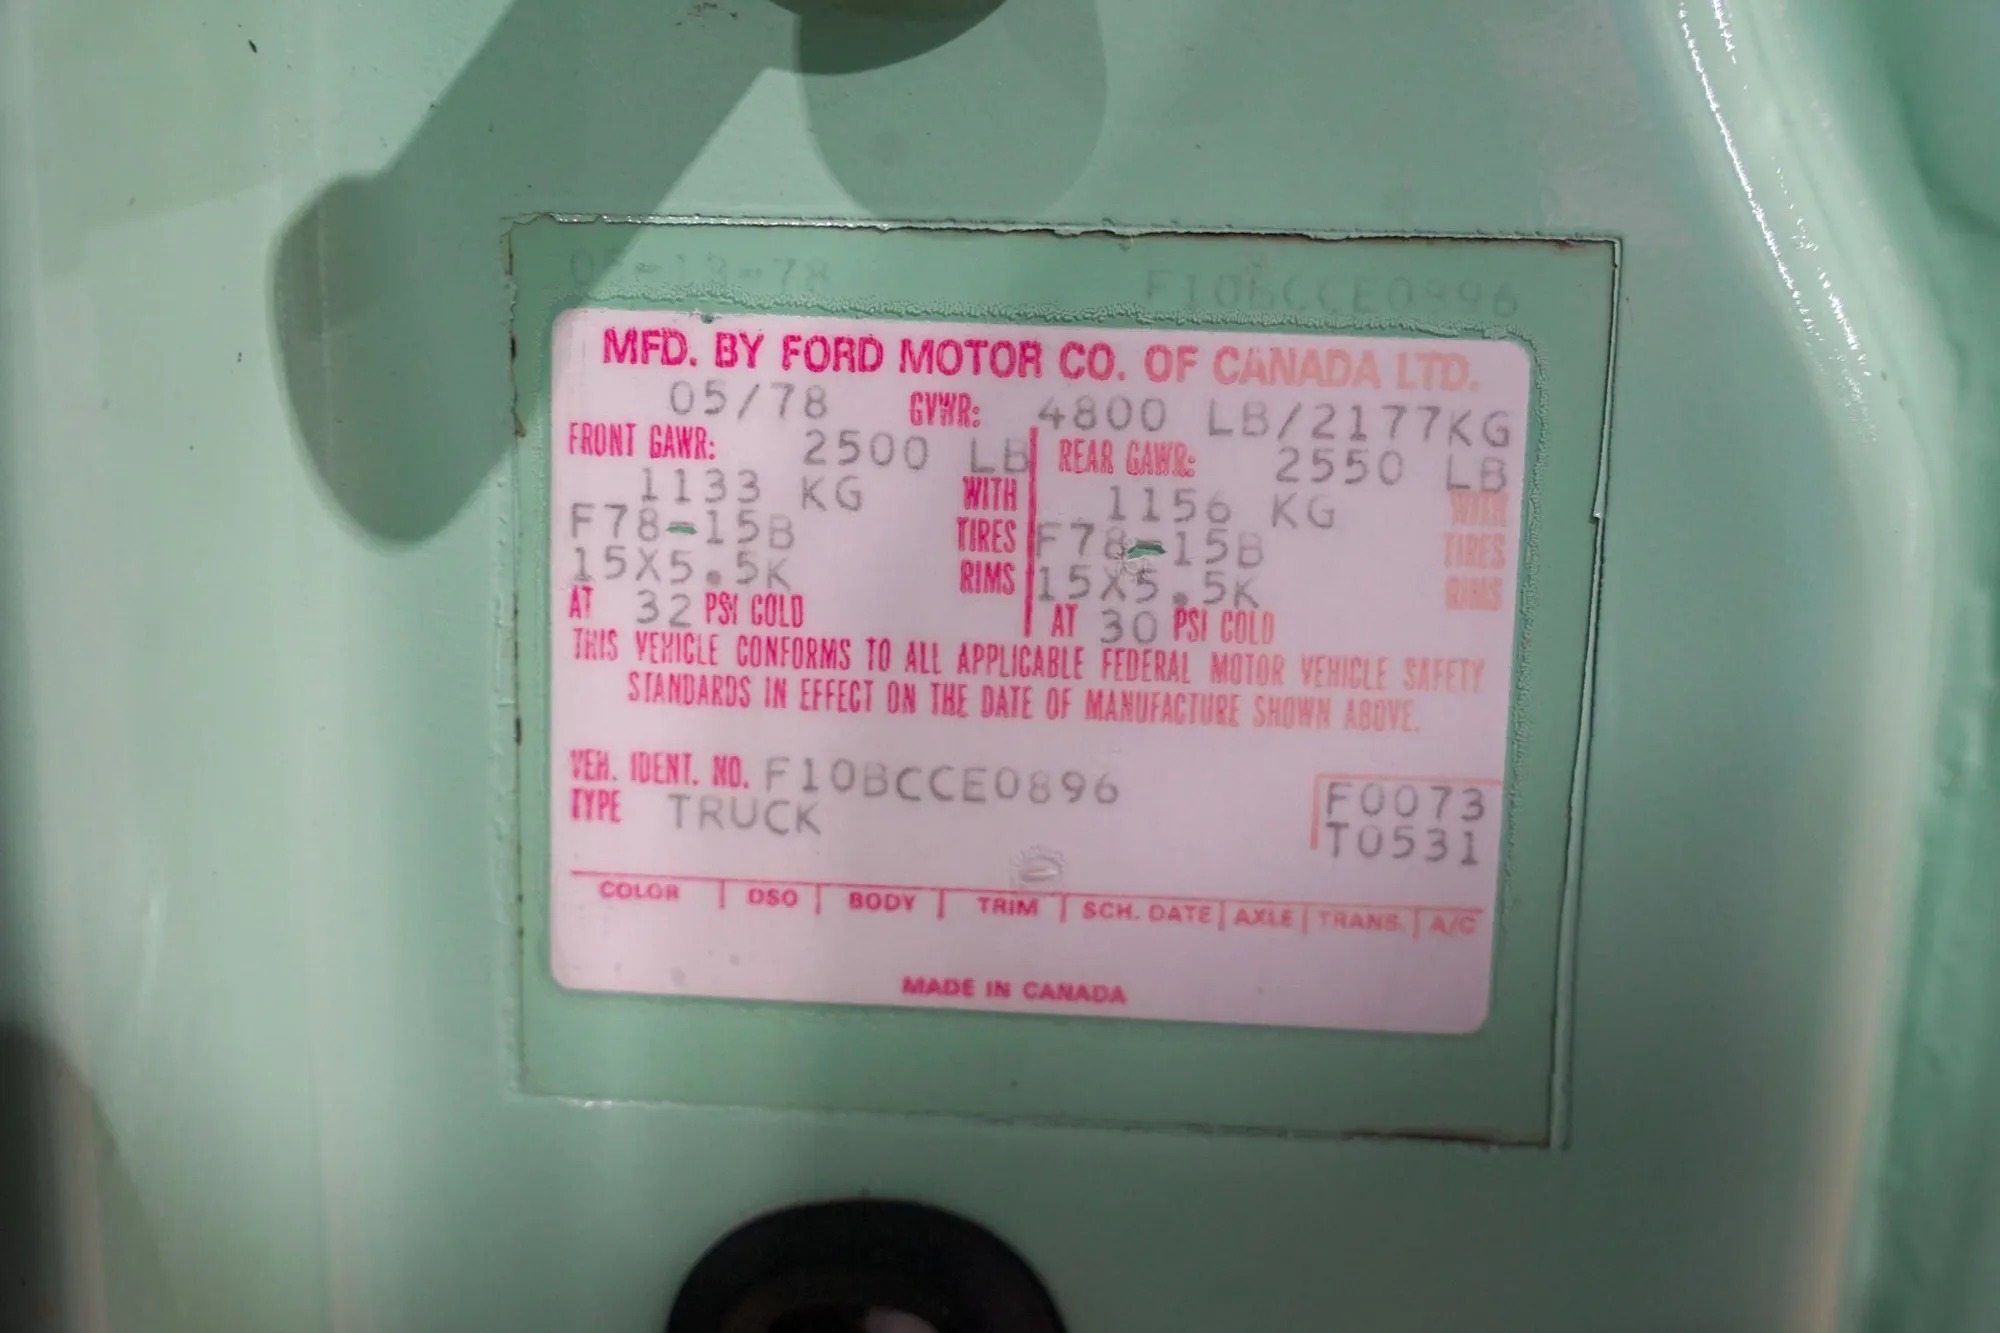 05-18-78 F10BCCE0896
MFD. BY FORD MOTOR CO. OF CANADA LTD.
05/78 GVWR: 4800 LB/2177KG
FRONT GAWR: 2500 LB REAR GAWR: 2550 LB
1133 KG WITH 1156 KG WITH
F78-15B TIRES F78-15B TIRES
15X5.5K RIMS 15X5.5K RIMS
AT 32 PSI COLD AT 30 PSI COLD
THIS VEHICLE CONFORMS TO ALL APPLICABLE FEDERAL MOTOR VEHICLE SAFETY
STANDARDS IN EFFECT ON THE DATE OF MANUFACTURE SHOWN ABOVE.
VEH. IDENT. NO. F10BCCE0896 F0073
TYPE TRUCK T0531
COLOR DSO BODY TRIM SCH. DATE AXLE TRANS. A/C
MADE IN CANADA